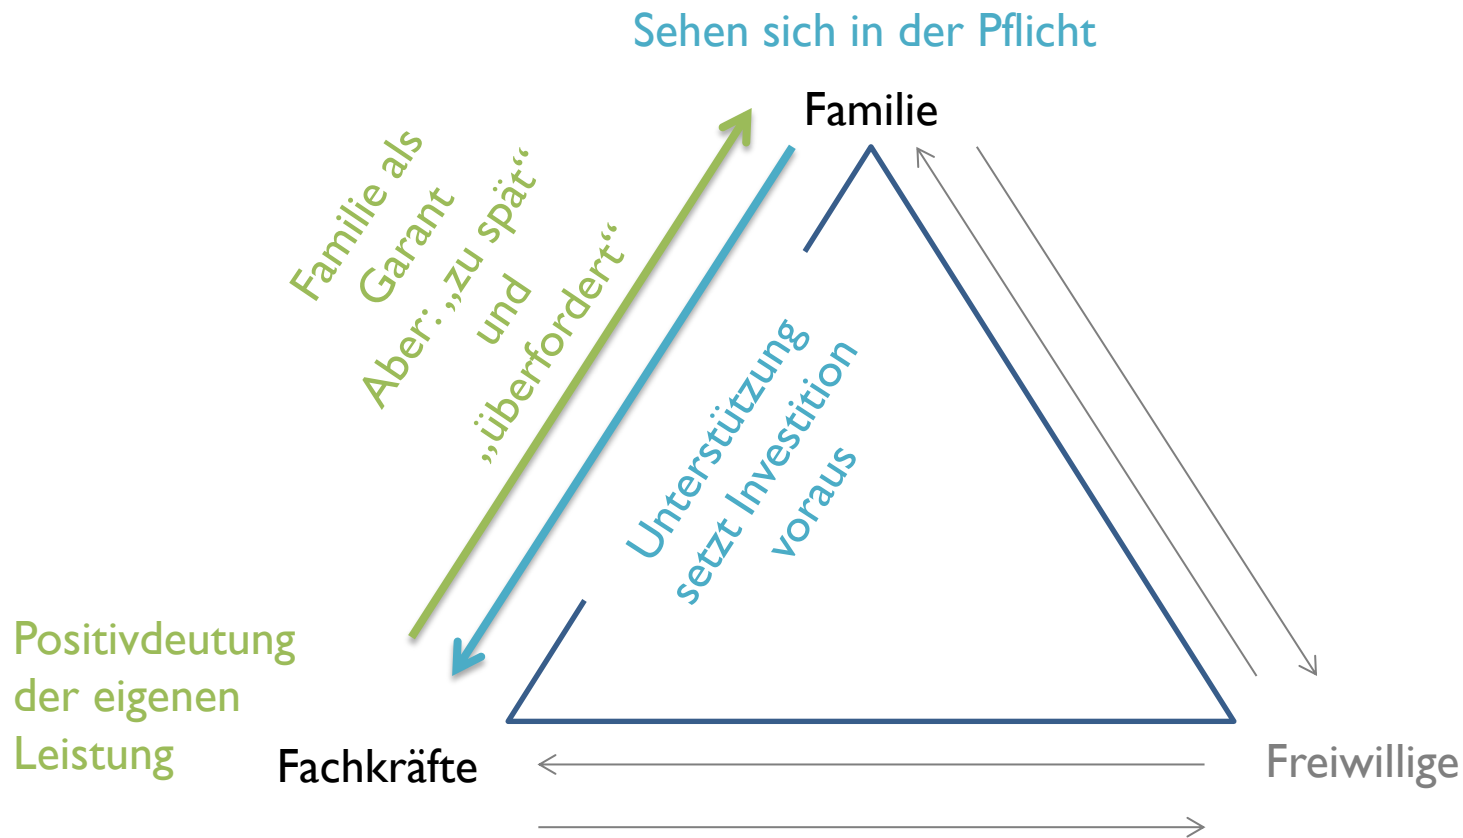 Sehen sich in der Pflicht
Familie
Familie als
Garant
Aber: „zu spät“
und
„überfordert“
Unterstützung
setzt Investition
voraus
Positivdeutung
der eigenen
Leistung
Fachkräfte
Freiwillige